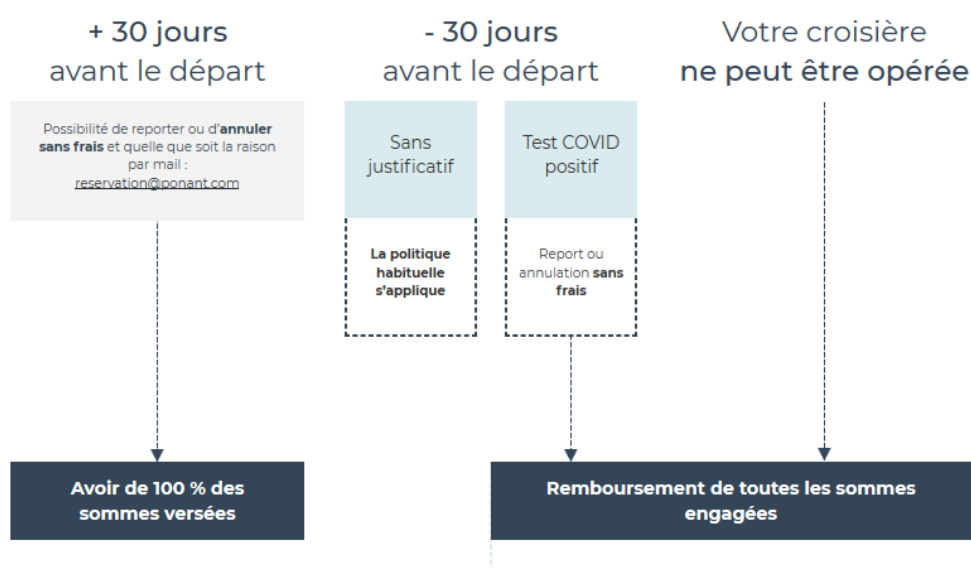 + 30 jours
avant le départ
Possibilité de reporter ou d'annuler
sans frais et quelle que soit la raison
par mail :
reservation@ponant.com
Avoir de 100 % des
sommes versées
- 30 jours
avant le départ
Sans
justificatif
La politique
habituelle
s'applique
Test COVID
positif
Report ou
annulation sans
frais
Votre croisière
ne peut être opérée
Remboursement de toutes les sommes
engagées